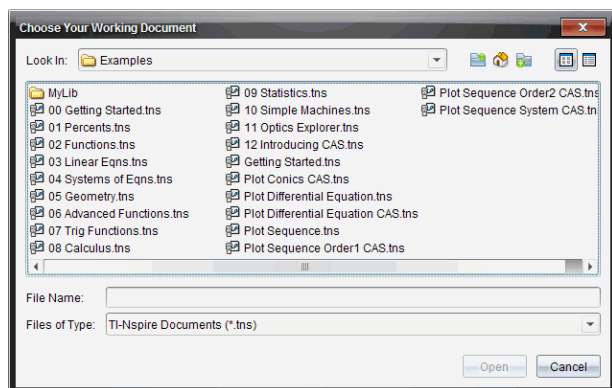 Choose Your Working Document
Look In: Examples
MyLib
00 Getting Started.tns
01 Percents.tns
02 Functions.tns
03 Linear Eqns.tns
04 Systems of Eqns.tns
05 Geometry.tns
06 Advanced Functions.tns
07 Trig Functions.tns
08 Calculus.tns
09 Statistics.tns
10 Simple Machines.tns
11 Optics Explorer.tns
12 Introducing CAS.tns
Getting Started.tns
Plot Conics CAS.tns
Plot Differential Equation.tns
Plot Differential Equation CAS.tns
Plot Sequence.tns
Plot Sequence Order1 CAS.tns
Plot Sequence Order2 CAS.tns
Plot Sequence System CAS.tn
File Name:
Files of Type: TI-Nspire Documents (*.tns)
Open Cancel